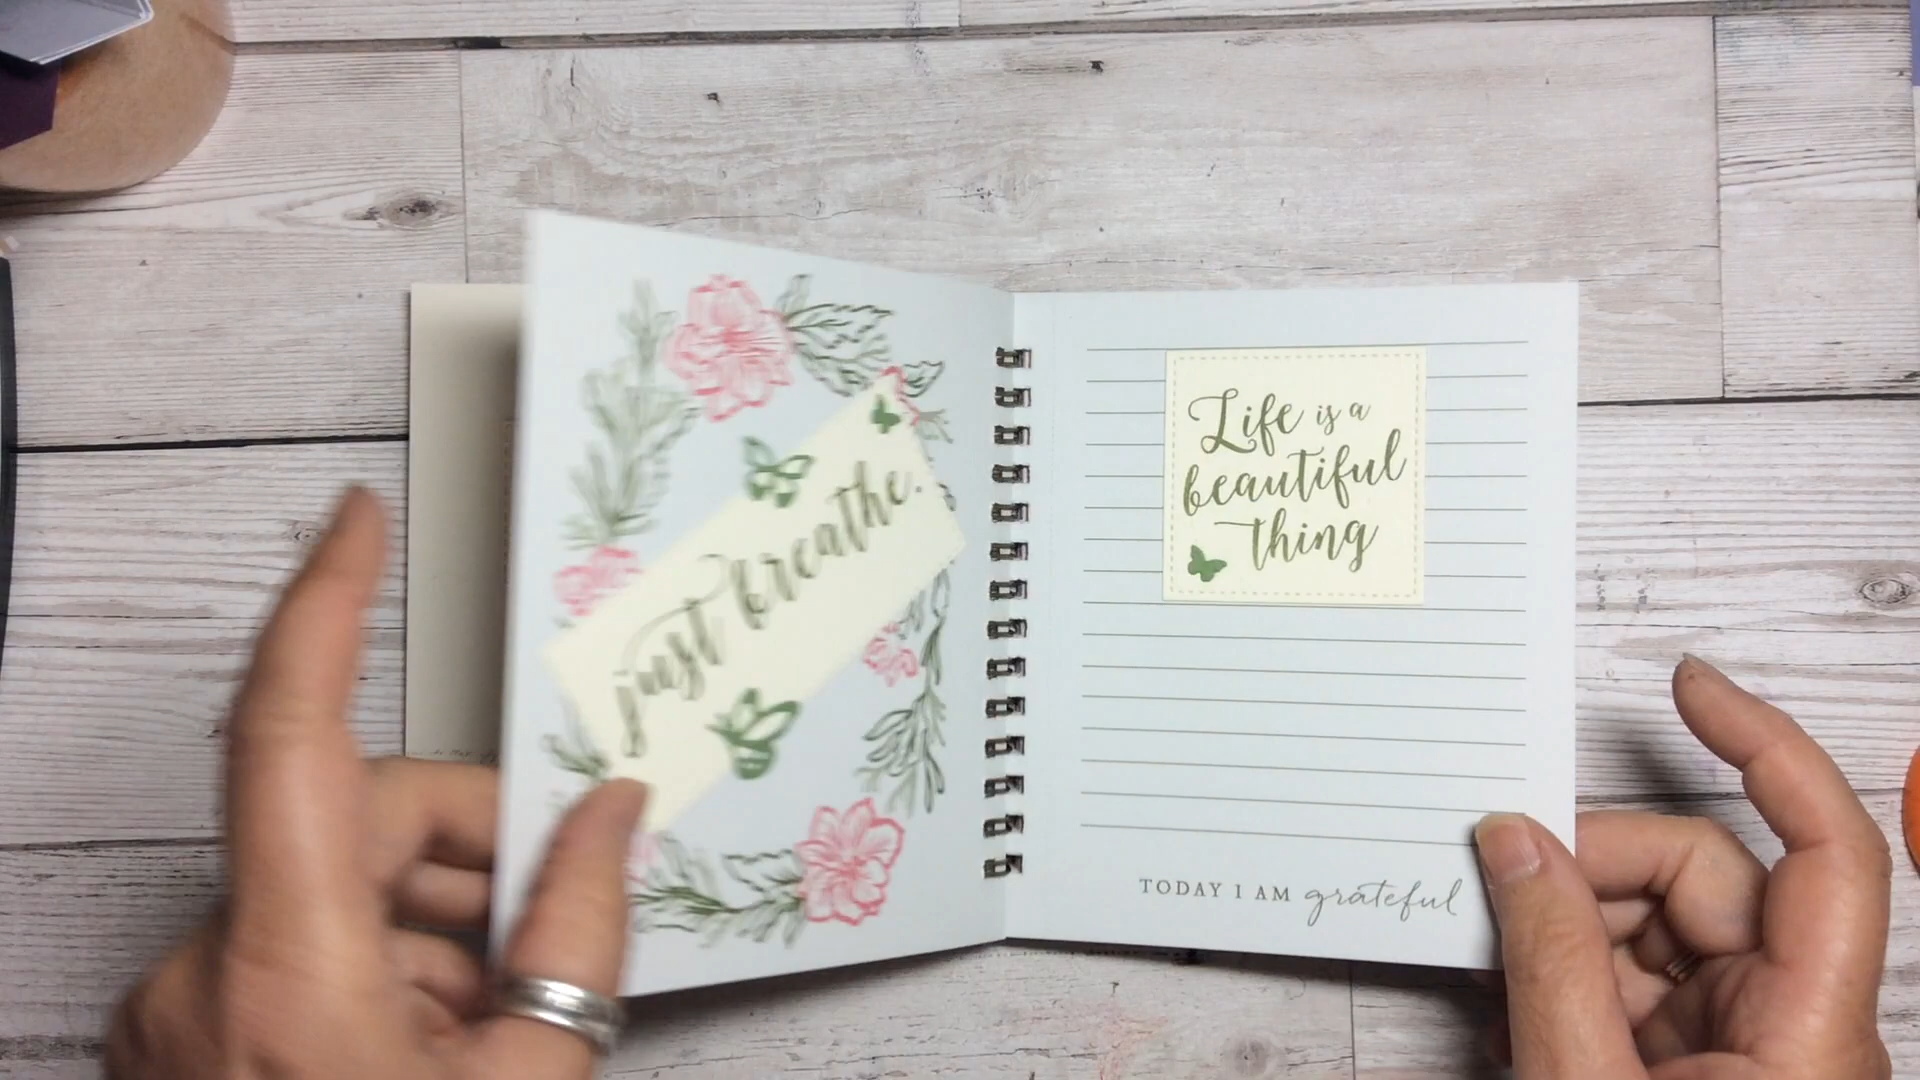 just breathe.
Life is a
beautiful
thing
TODAY I AM grateful